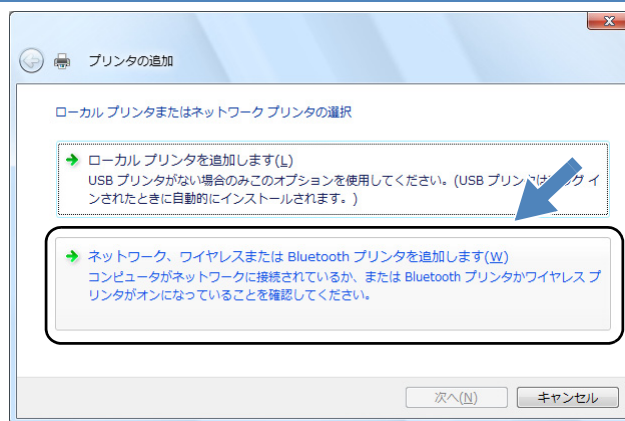 プリンタの追加
ローカル プリンタまたはネットワーク プリンタの選択
ローカル プリンタを追加します(L)
USB プリンタがない場合のみこのオプションを使用してください。(USB プリンタは イ
ンされたときに自動的にインストールされます。)
ネットワーク、ワイヤレスまたは Bluetooth プリンタを追加します(W)
コンピュータがネットワークに接続されているか、または Bluetooth プリンタかワイヤレス プ
リンタがオンになっていることを確認してください。
次へ(N)
キャンセル